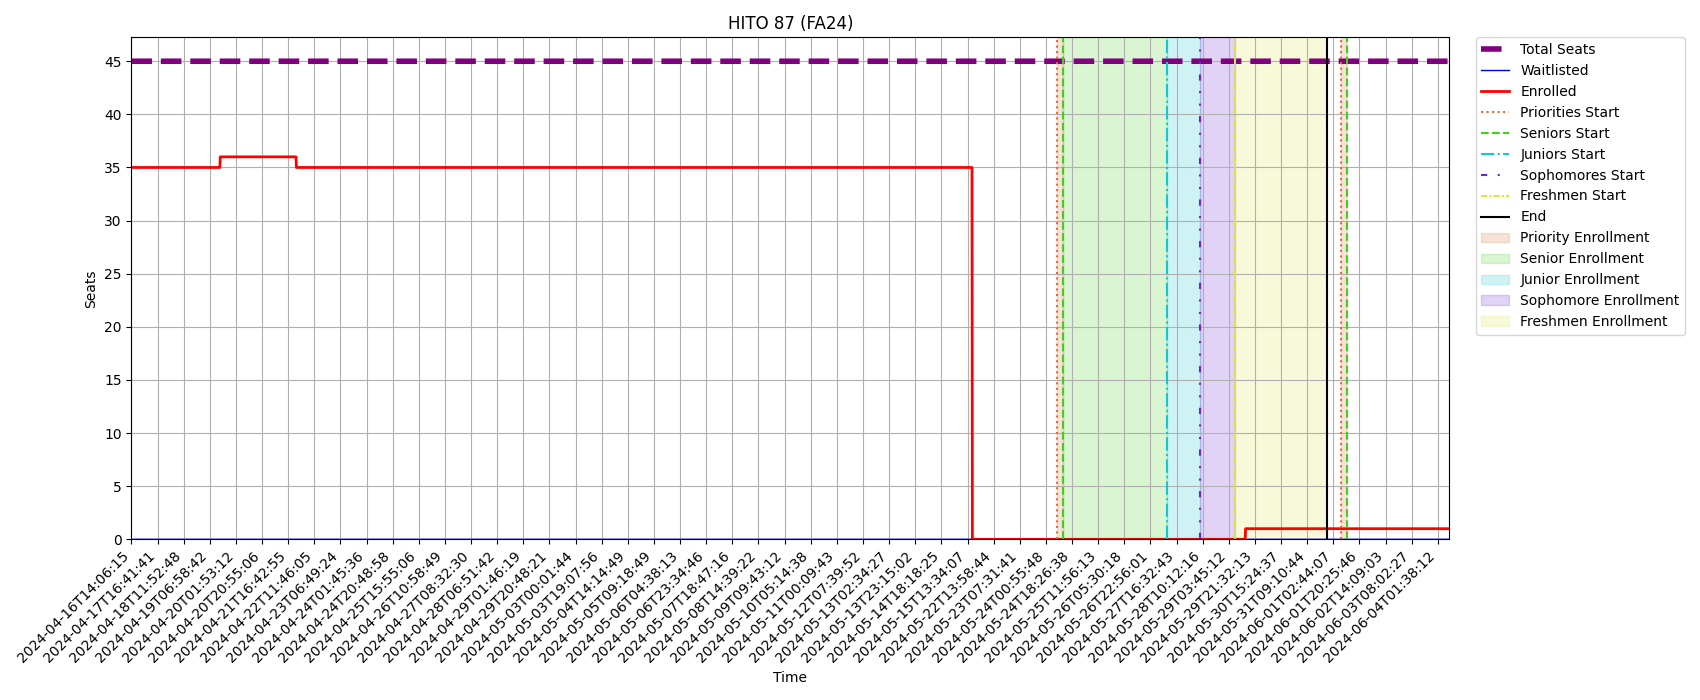 HITO 87 (FA24)
Total Seats
Waitlisted
Enrolled
Priorities Start
Seniors Start
Juniors Start
Sophomores Start
Freshmen Start
End
Priority Enrollment
Senior Enrollment
Junior Enrollment
Sophomore Enrollment
Freshmen Enrollment
Seats
45
40
35
30
25
20
15
10
5
0
2024-04-16T14:06:15
2024-04-17T16:41:41
2024-04-18T11:52:48
2024-04-19T06:58:42
2024-04-20T01:53:12
2024-04-20T20:55:06
2024-04-21T16:42:55
2024-04-22T11:46:05
2024-04-23T06:49:24
2024-04-24T01:45:36
2024-04-24T20:48:58
2024-04-25T15:55:06
2024-04-26T10:58:49
2024-04-27T08:32:30
2024-04-28T06:51:42
2024-04-29T01:46:19
2024-04-29T20:48:21
2024-05-03T00:01:44
2024-05-03T19:07:56
2024-05-04T14:14:49
2024-05-05T09:18:49
2024-05-06T04:38:13
2024-05-06T23:34:46
2024-05-07T18:47:16
2024-05-08T14:39:22
2024-05-09T09:43:12
2024-05-10T05:14:38
2024-05-11T00:09:43
2024-05-12T07:39:52
2024-05-13T02:34:27
2024-05-13T23:15:02
2024-05-14T18:18:25
2024-05-15T13:34:07
2024-05-22T13:58:44
2024-05-23T07:31:41
2024-05-24T00:55:48
2024-05-24T18:26:38
2024-05-25T11:56:13
2024-05-26T05:30:18
2024-05-26T22:56:01
2024-05-27T16:32:43
2024-05-28T10:12:16
2024-05-29T03:45:12
2024-05-29T21:32:13
2024-05-30T15:24:37
2024-05-31T09:10:44
2024-06-01T02:44:07
2024-06-01T20:25:46
2024-06-02T14:09:03
2024-06-03T08:02:27
2024-06-04T01:38:12
Time